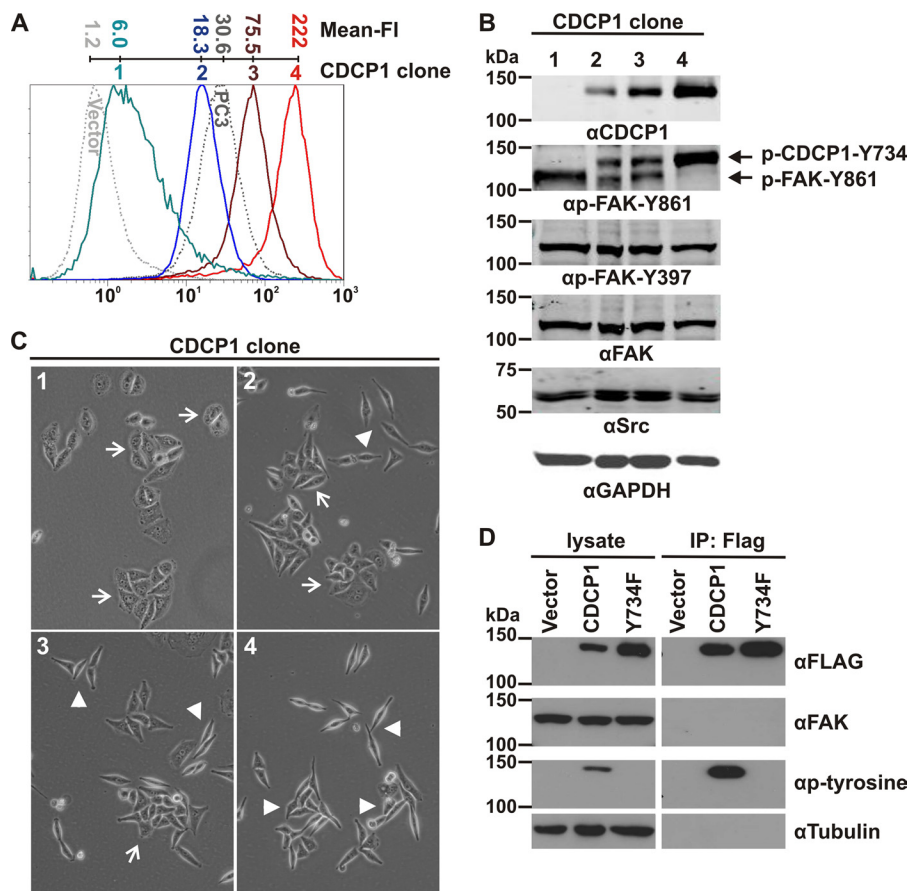 A
1.2 6.0 18.3 30.6 75.5 222 Mean-FI
1 2 3 4 CDCP1 clone
Vector PC3
10⁰ 10¹ 10² 10³
B
CDCP1 clone
kDa 1 2 3 4
150
100
αCDCP1
150
100
p-CDCP1-Y734
p-FAK-Y861
αp-FAK-Y861
150
100
αp-FAK-Y397
150
100
αFAK
75
50
αSrc
αGAPDH
C
CDCP1 clone
1 2
3 4
D
lysate IP: Flag
kDa Vector CDCP1 Y734F Vector CDCP1 Y734F
150
100 αFLAG
150
100 αFAK
150
100 αp-tyrosine
αTubulin